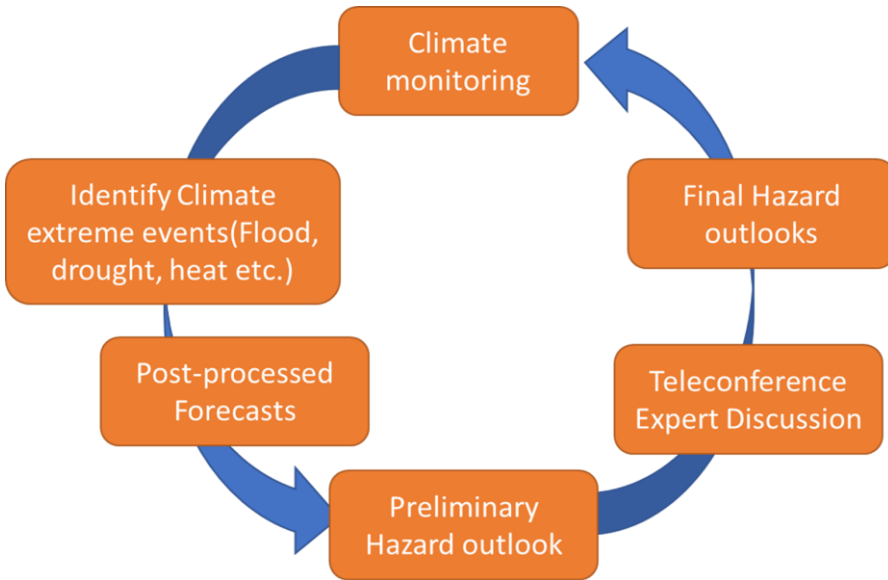 Climate
monitoring
Identify Climate
extreme events(Flood,
drought, heat etc.)
Post-processed
Forecasts
Preliminary
Hazard outlook
Teleconference
Expert Discussion
Final Hazard
outlooks